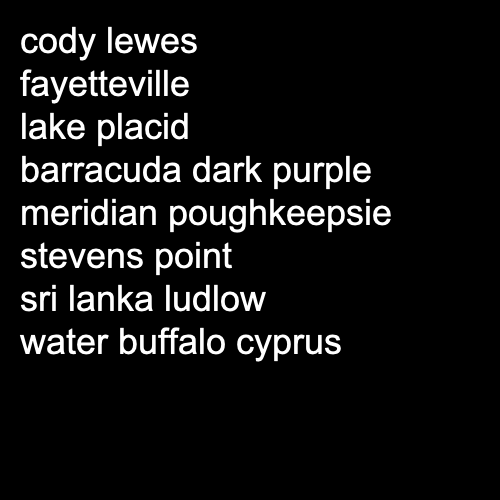 cody lewes
fayetteville
lake placid
barracuda dark purple
meridian poughkeepsie
stevens point
sri lanka ludlow
water buffalo cyprus